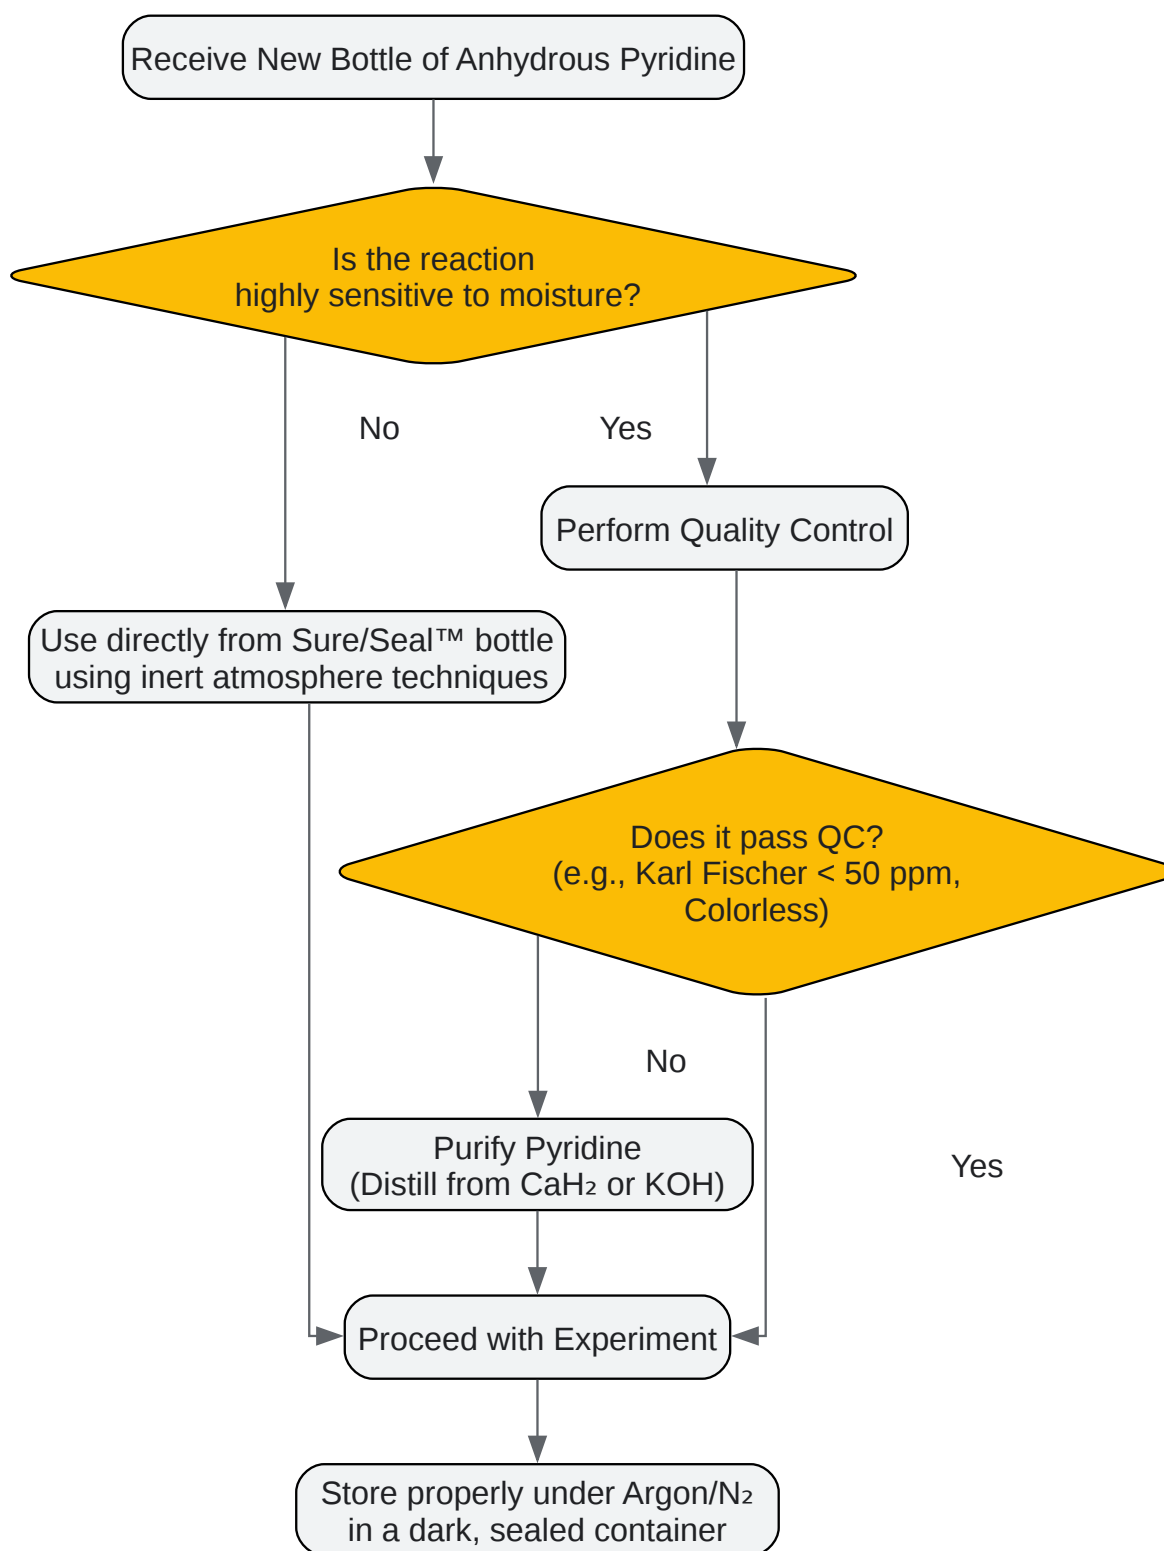 Receive New Bottle of Anhydrous Pyridine
Is the reaction
highly sensitive to moisture?
No
Yes
Perform Quality Control
Use directly from Sure/Seal™ bottle
using inert atmosphere techniques
Does it pass QC?
(e.g., Karl Fischer < 50 ppm,
Colorless)
No
Purify Pyridine
(Distill from CaH₂ or KOH)
Yes
Proceed with Experiment
Store properly under Argon/N₂
in a dark, sealed container